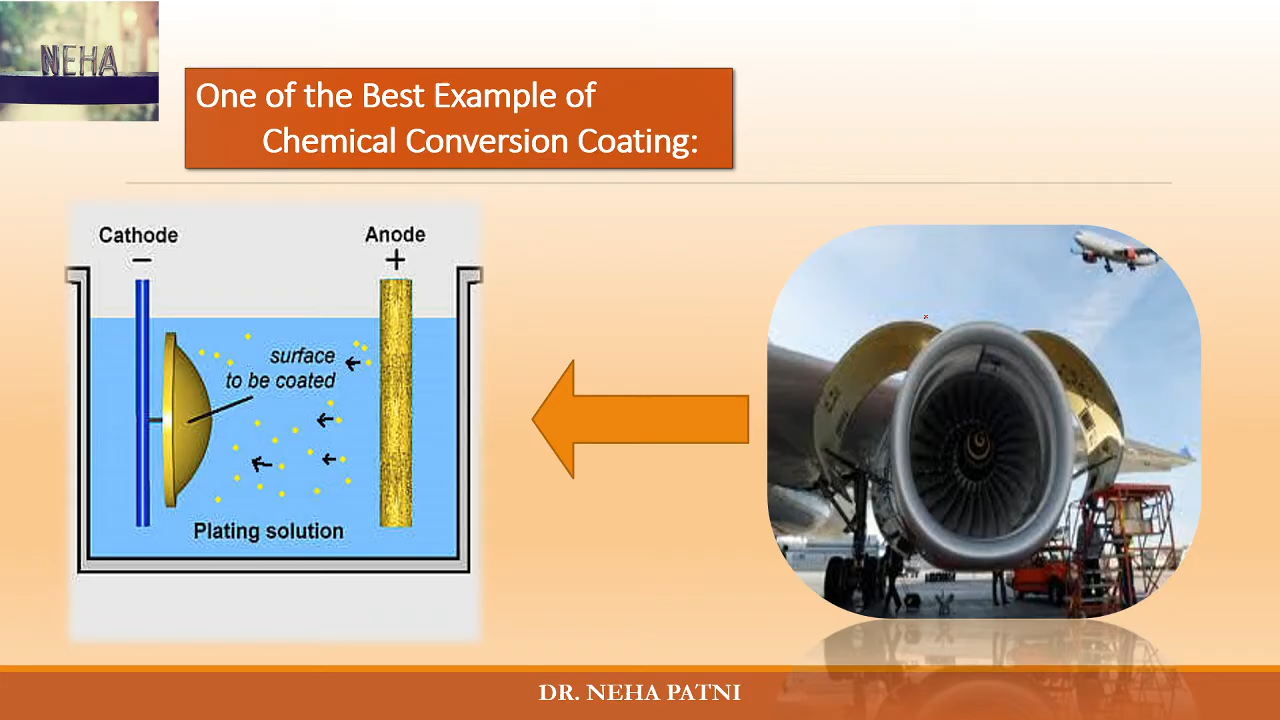 NEHA
One of the Best Example of
Chemical Conversion Coating:
Cathode
Anode
−
+
surface
to be coated
Plating solution
DR. NEHA PATNI